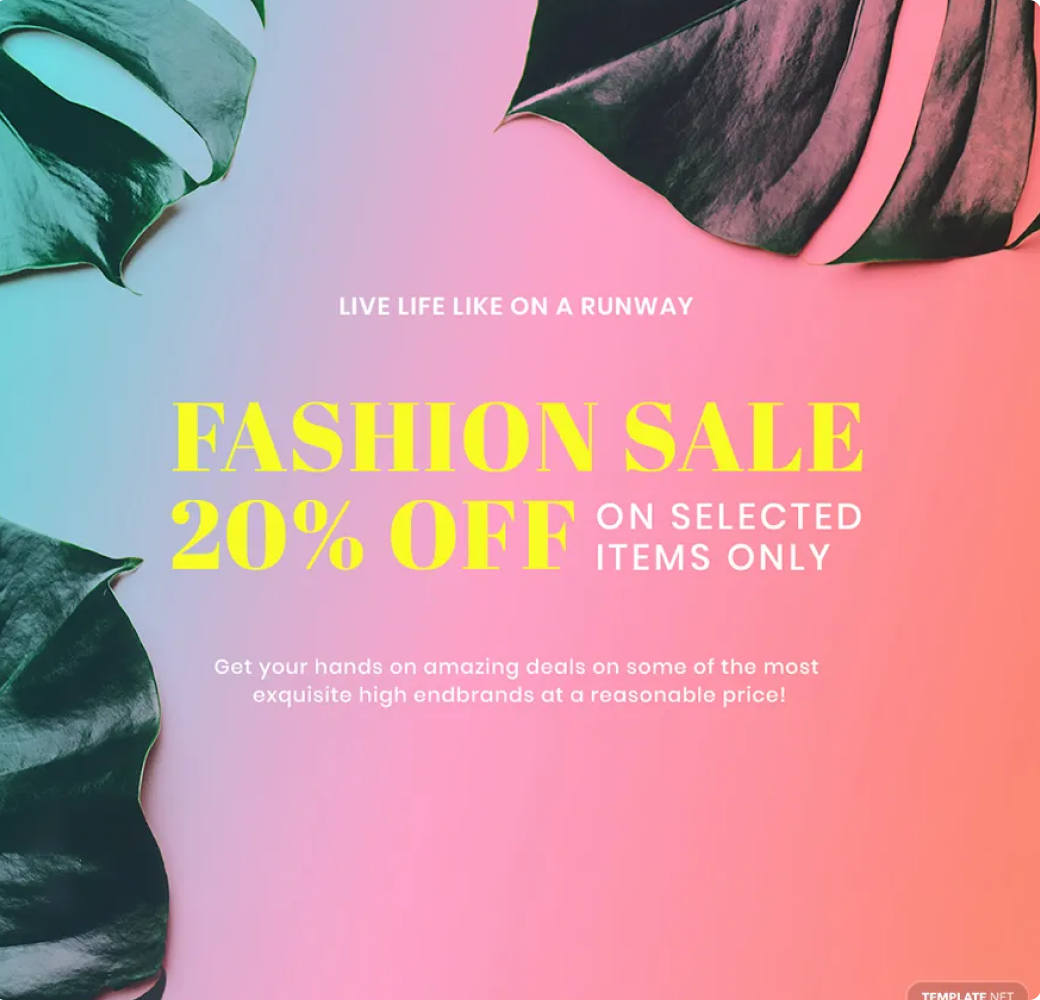 LIVE LIFE LIKE ON A RUNWAY
FASHION SALE
20% OFF
ON SELECTED
ITEMS ONLY
Get your hands on amazing deals on some of the most
exquisite high endbrands at a reasonable price!
TEMPLATE.NET